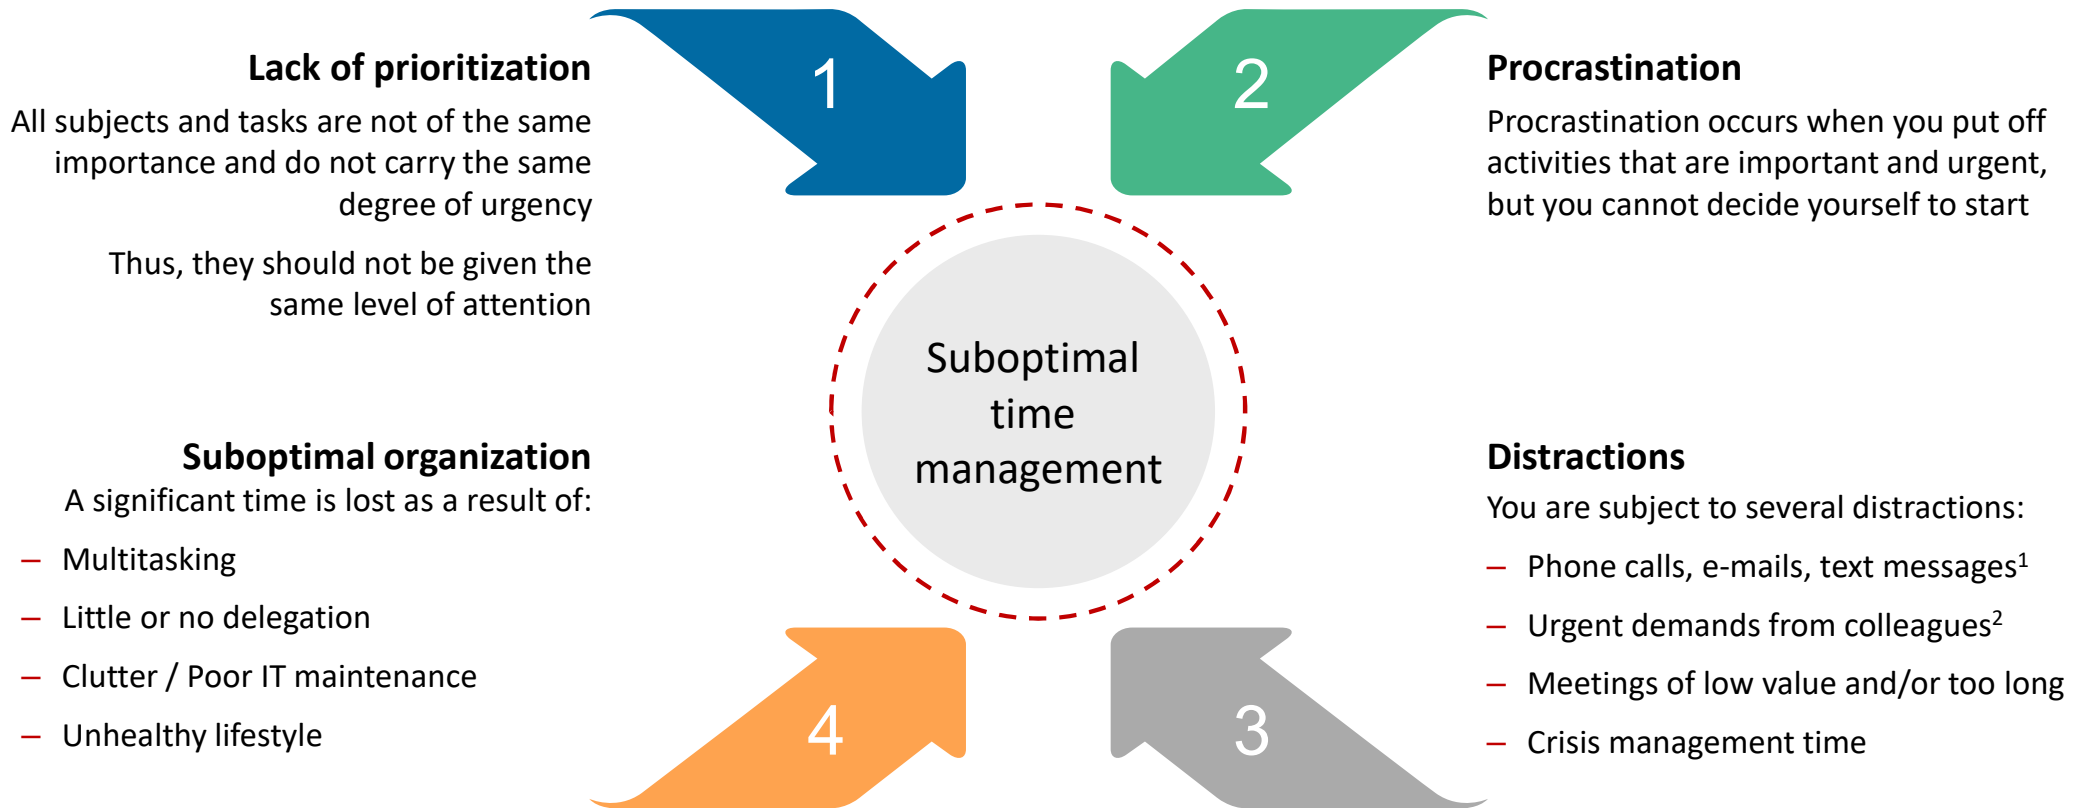 Lack of prioritization
All subjects and tasks are not of the same
importance and do not carry the same
degree of urgency
Thus, they should not be given the
same level of attention
1
2
Procrastination
Procrastination occurs when you put off
activities that are important and urgent,
but you cannot decide yourself to start
Suboptimal
time
management
Suboptimal organization
A significant time is lost as a result of:
– Multitasking
– Little or no delegation
– Clutter / Poor IT maintenance
– Unhealthy lifestyle
4
3
Distractions
You are subject to several distractions:
– Phone calls, e-mails, text messages¹
– Urgent demands from colleagues²
– Meetings of low value and/or too long
– Crisis management time